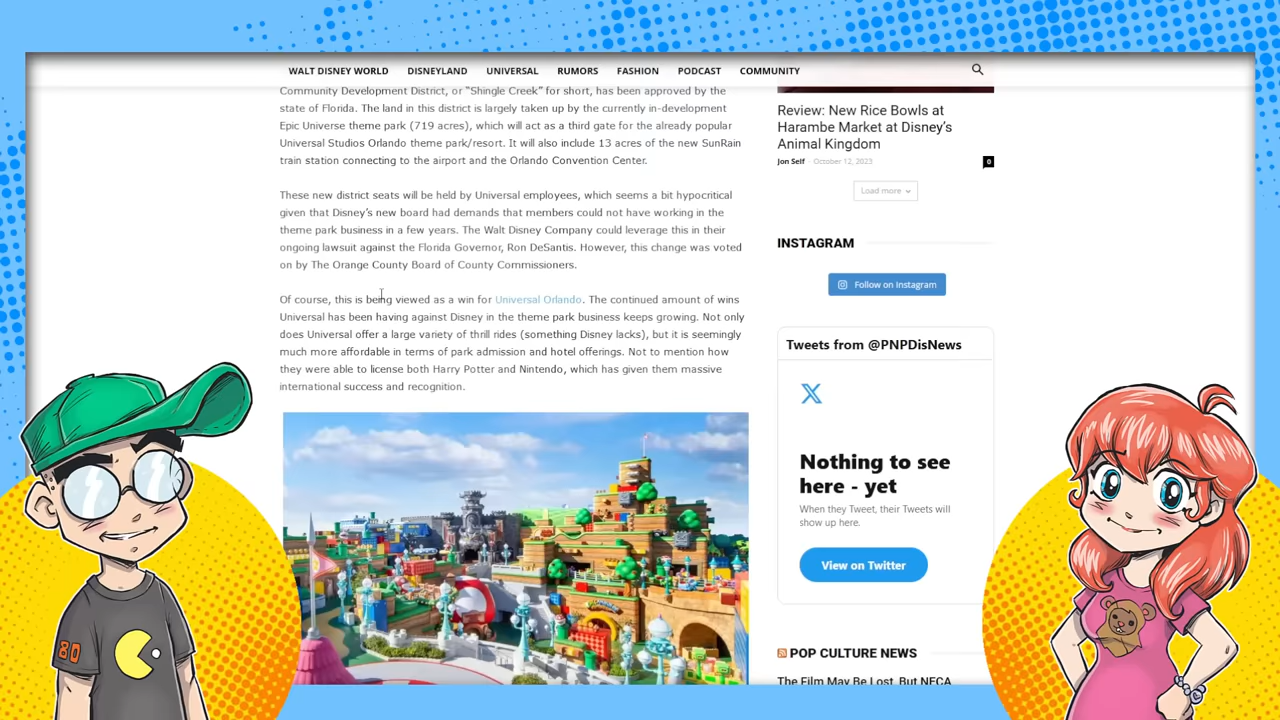 WALT DISNEY WORLD DISNEYLAND UNIVERSAL RUMORS FASHION PODCAST COMMUNITY
Community Development District, or “Shingle Creek” for short, has been approved by the
state of Florida. The land in this district is largely taken up by the currently in-development
Epic Universe theme park (719 acres), which will act as a third gate for the already popular
Universal Studios Orlando theme park/resort. It will also include 13 acres of the new SunRain
train station connecting to the airport and the Orlando Convention Center.
These new district seats will be held by Universal employees, which seems a bit hypocritical
given that Disney’s new board had demands that members could not have working in the
theme park business in a few years. The Walt Disney Company could leverage this in their
ongoing lawsuit against the Florida Governor, Ron DeSantis. However, this change was voted
on by The Orange County Board of County Commissioners.
Of course, this is being viewed as a win for Universal Orlando. The continued amount of wins
Universal has been having against Disney in the theme park business keeps growing. Not only
does Universal offer a large variety of thrill rides (something Disney lacks), but it is seemingly
much more affordable in terms of park admission and hotel offerings. Not to mention how
they were able to license both Harry Potter and Nintendo, which has given them massive
international success and recognition.
Review: New Rice Bowls at
Harambe Market at Disney’s
Animal Kingdom
Jon Self - October 12, 2023 0
Load more
INSTAGRAM
Follow on Instagram
Tweets from @PNPDisNews
Nothing to see
here - yet
When they Tweet, their Tweets will
show up here.
View on Twitter
POP CULTURE NEWS
The Film May Be Lost, But NECA
80